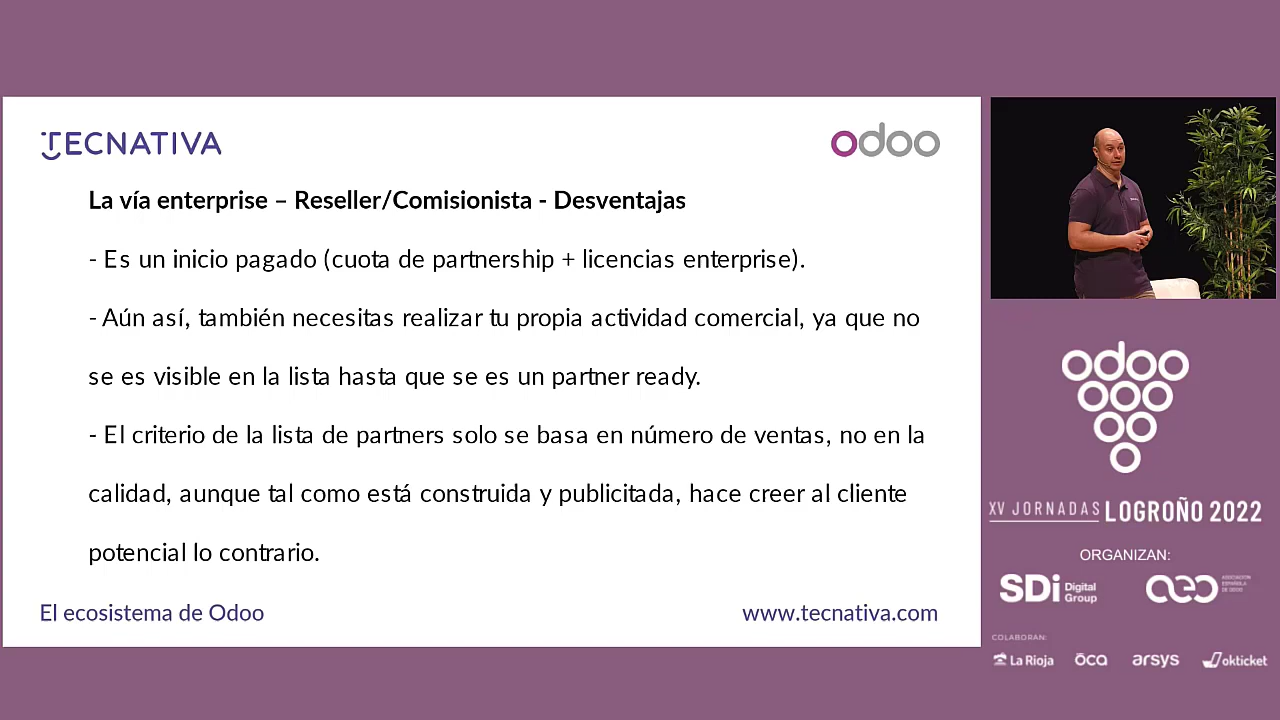 TECNATIVA
odoo
La vía enterprise – Reseller/Comisionista - Desventajas
- Es un inicio pagado (cuota de partnership + licencias enterprise).
- Aún así, también necesitas realizar tu propia actividad comercial, ya que no
se es visible en la lista hasta que se es un partner ready.
- El criterio de la lista de partners solo se basa en número de ventas, no en la
calidad, aunque tal como está construida y publicitada, hace creer al cliente
potencial lo contrario.
El ecosistema de Odoo
www.tecnativa.com
odoo
XV JORNADAS LOGROÑO 2022
ORGANIZAN:
SDi Digital Group
aeo ASOCIACIÓN ESPAÑOLA DE ODOO
COLABORAN:
La Rioja
ōca
arsys
okticket